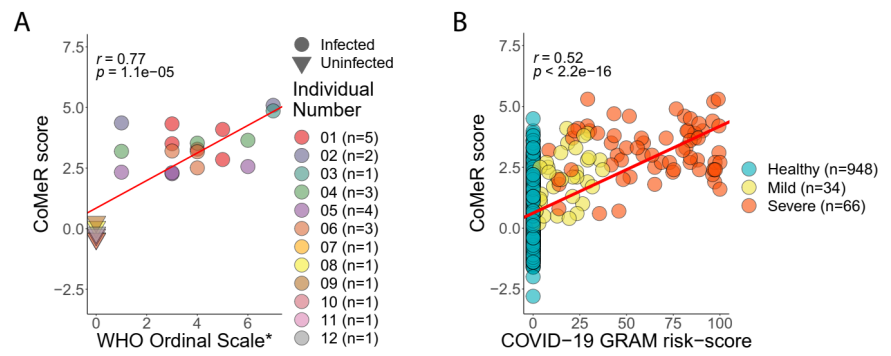 A
r = 0.77
p = 1.1e−05
7.5
5.0
2.5
0.0
−2.5
CoMeR score
0
2
4
6
WHO Ordinal Scale*
Infected
Uninfected
Individual
Number
01 (n=5)
02 (n=2)
03 (n=1)
04 (n=3)
05 (n=4)
06 (n=3)
07 (n=1)
08 (n=1)
09 (n=1)
10 (n=1)
11 (n=1)
12 (n=1)
B
r = 0.52
p < 2.2e−16
7.5
5.0
2.5
0.0
−2.5
CoMeR score
0
25
50
75
100
COVID−19 GRAM risk−score
Healthy (n=948)
Mild (n=34)
Severe (n=66)